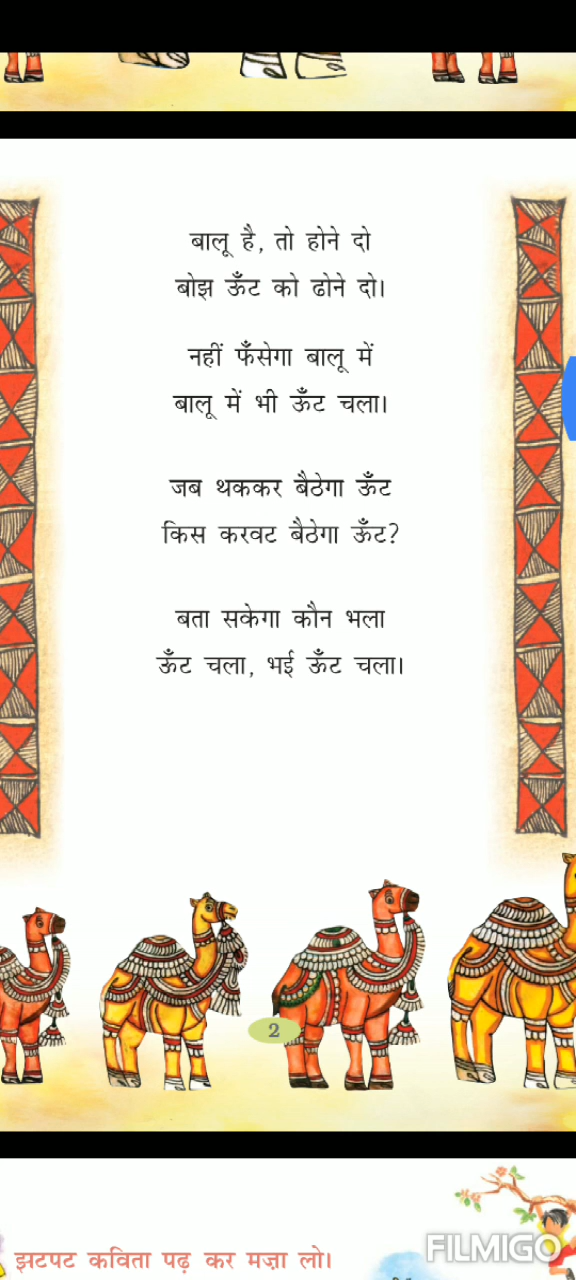 बालू है, तो होने दो
बोझ ऊँट को ढोने दो।
नहीं फँसेगा बालू में
बालू में भी ऊँट चला।
जब थककर बैठेगा ऊँट
किस करवट बैठेगा ऊँट?
बता सकेगा कौन भला
ऊँट चला, भई ऊँट चला।
2
झटपट कविता पढ़ कर मज़ा लो।
FILMIGO